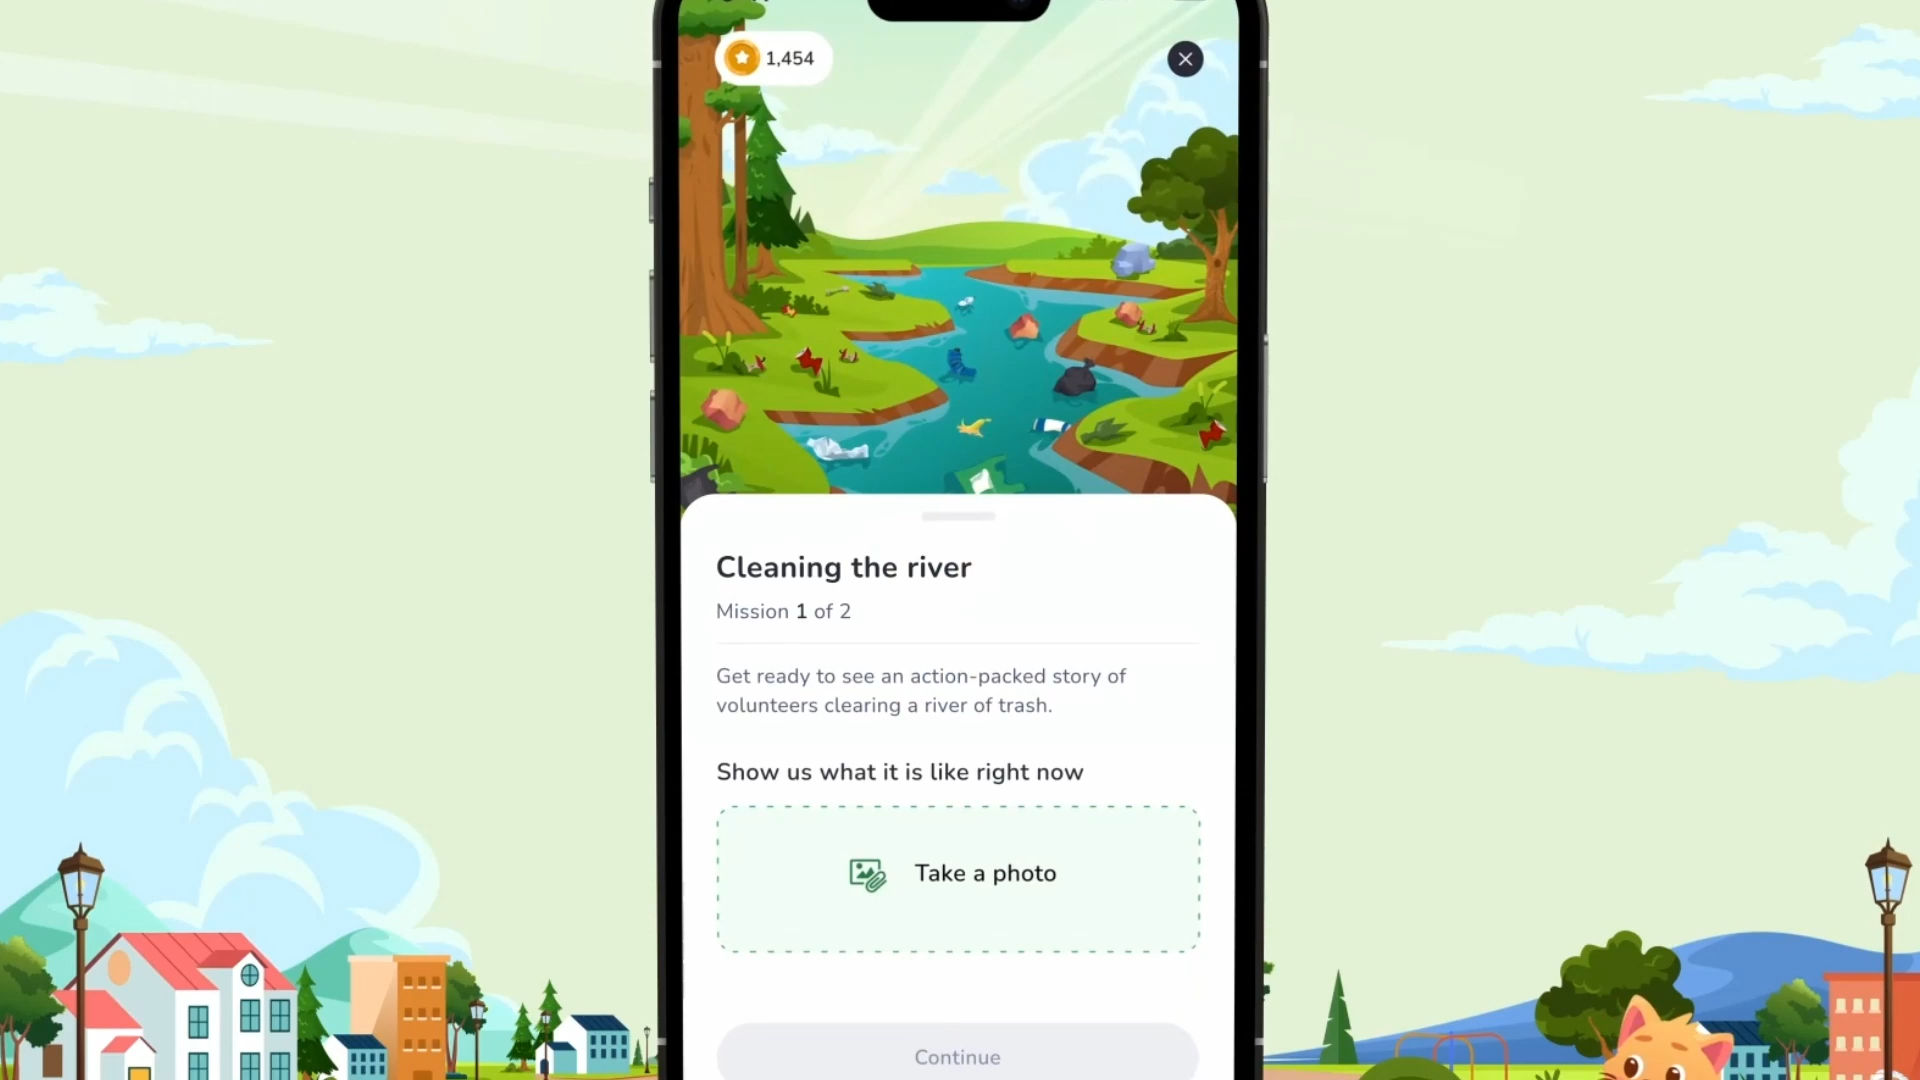 1,454
Cleaning the river
Mission 1 of 2
Get ready to see an action-packed story of
volunteers clearing a river of trash.
Show us what it is like right now
Take a photo
Continue